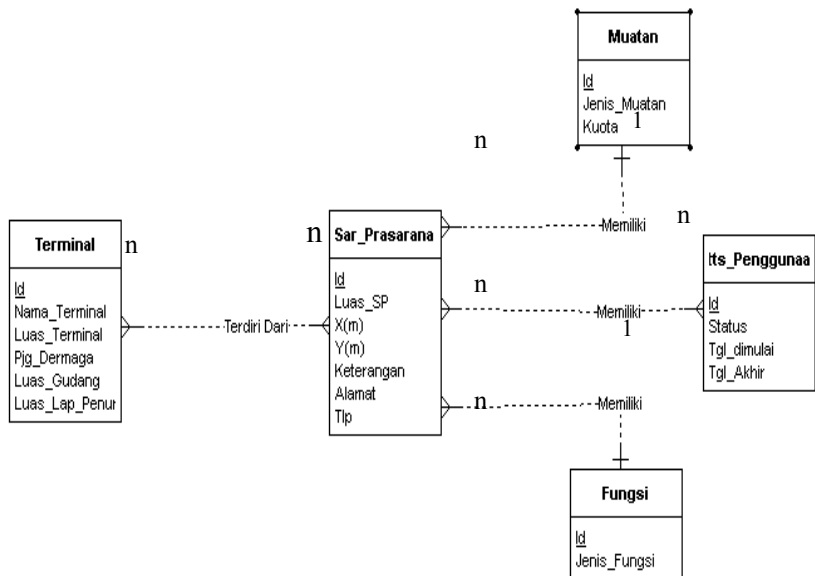 Muatan
Id
Jenis_Muatan
Kuota
1
n
Memiliki
n
Terminal
n
Id
Nama_Terminal
Luas_Terminal
Pjg_Dermaga
Luas_Gudang
Luas_Lap_Penur
Terdiri Dari
n
Sar_Prasarana
Id
Luas_SP
X(m)
Y(m)
Keterangan
Alamat
Tlp
n
Memiliki
1
tts_Penggunaa
Id
Status
Tgl_dimulai
Tgl_Akhir
n
Memiliki
Fungsi
Id
Jenis_Fungsi